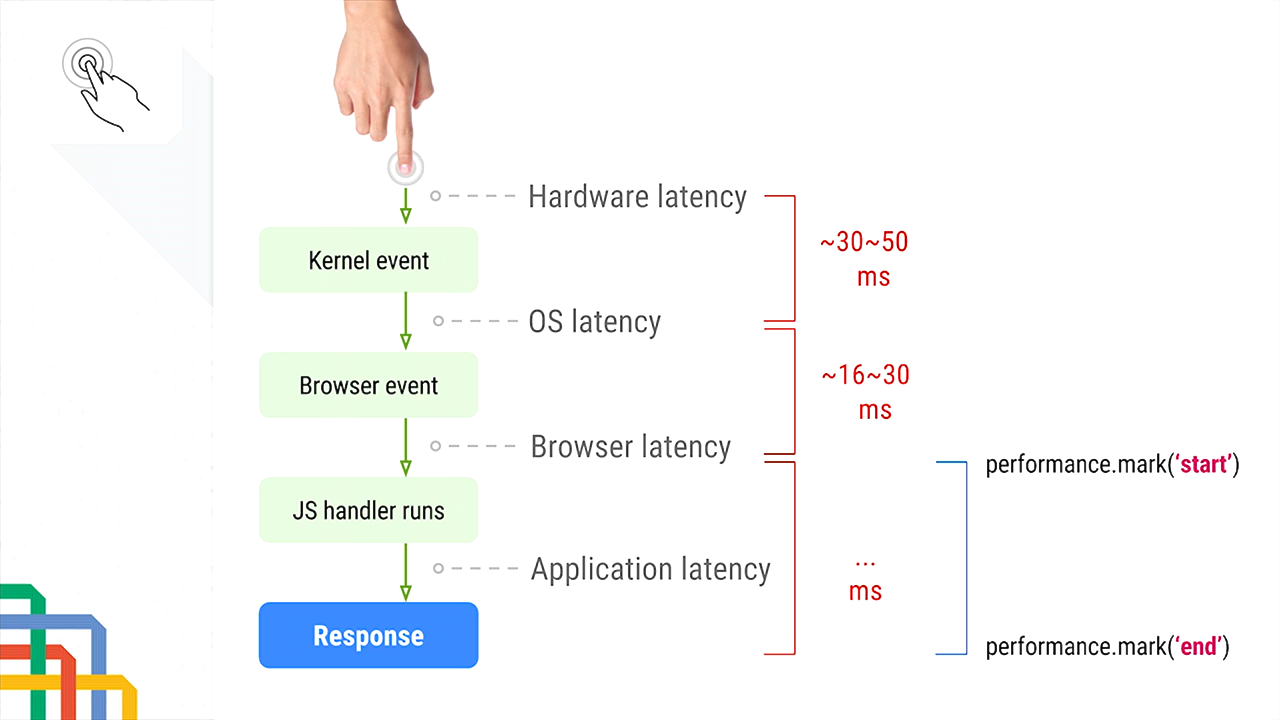 Hardware latency
~30~50
ms
Kernel event
OS latency
~16~30
ms
Browser event
Browser latency
performance.mark(‘start’)
JS handler runs
...
ms
Application latency
Response
performance.mark(‘end’)